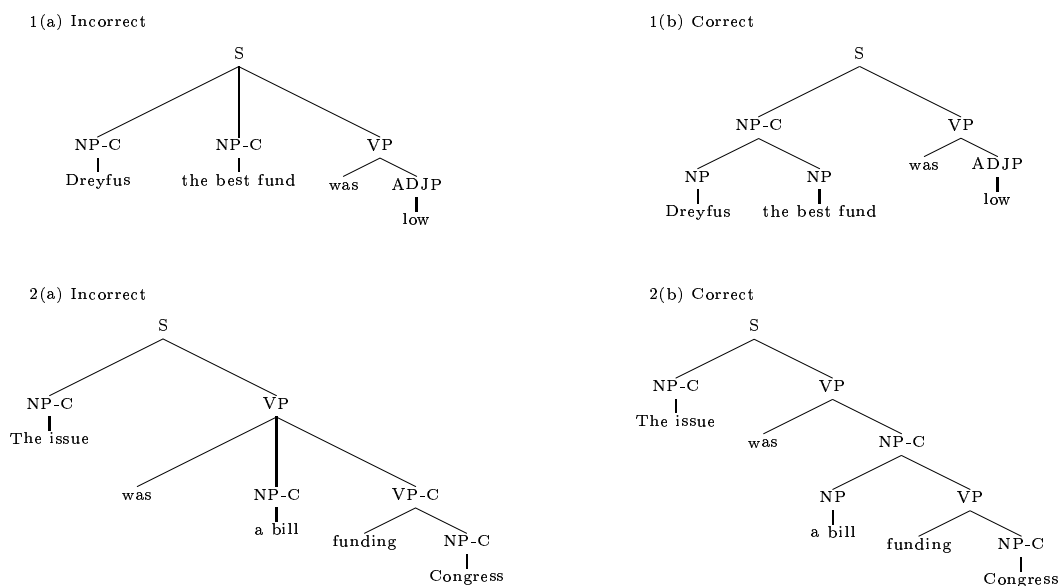 1(a) Incorrect
S
NP-C NP-C VP
Dreyfus the best fund was ADJP
low
1(b) Correct
S
NP-C VP
NP NP was ADJP
Dreyfus the best fund low
2(a) Incorrect
S
NP-C VP
The issue
was NP-C VP-C
a bill funding NP-C
Congress
2(b) Correct
S
NP-C VP
The issue was NP-C
NP VP
a bill funding NP-C
Congress